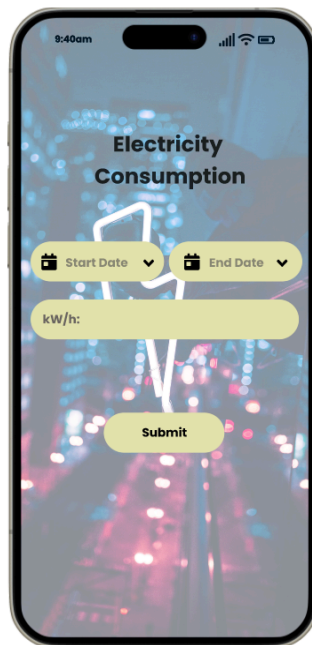 9:40am
Electricity
Consumption
Start Date End Date
kW/h:
Submit